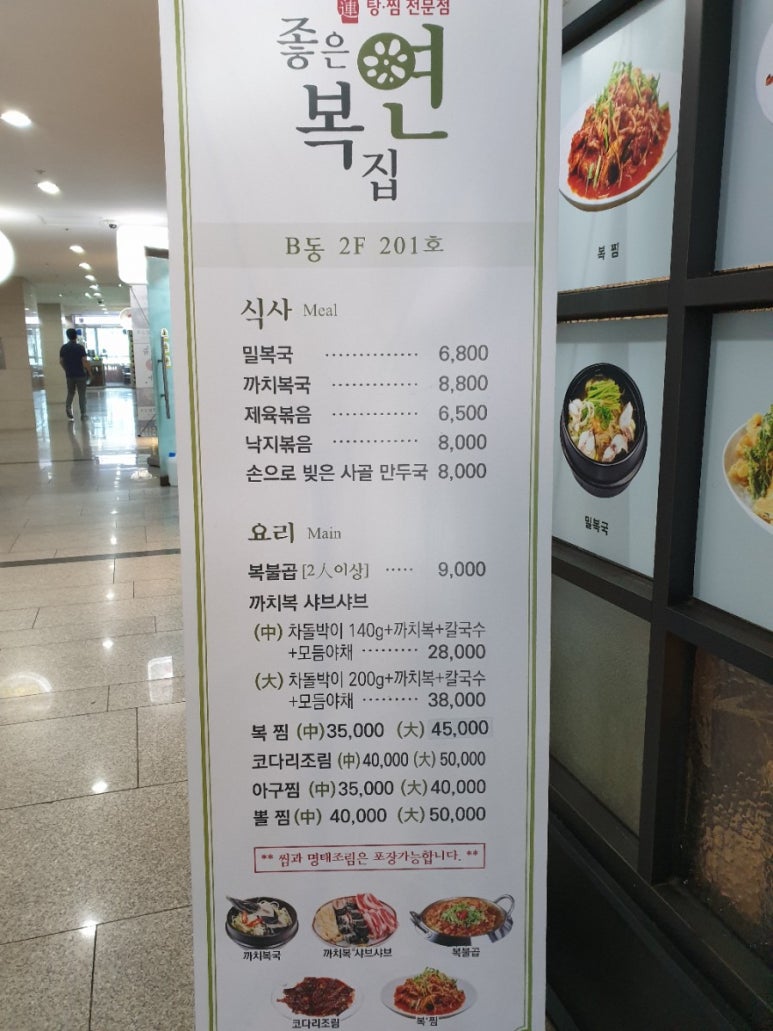 連 탕·찜 전문점
좋은
연
복
집
B동 2F 201호
식사 Meal
밀복국 ·············· 6,800
까치복국 ············· 8,800
제육볶음 ············· 6,500
낙지볶음 ············· 8,000
손으로 빚은 사골 만두국 8,000
요리 Main
복불곱 [2人이상] ····· 9,000
까치복 샤브샤브
(中) 차돌박이 140g+까치복+칼국수
+모듬야채 ········· 28,000
(大) 차돌박이 200g+까치복+칼국수
+모듬야채 ········· 38,000
복 찜 (中) 35,000 (大) 45,000
코다리조림 (中) 40,000 (大) 50,000
아구찜 (中) 35,000 (大) 40,000
뽈 찜 (中) 40,000 (大) 50,000
** 찜과 명태조림은 포장가능합니다. **
까치복국
까치복 샤브샤브
복불곱
코다리조림
복 찜
복 찜
밀복국